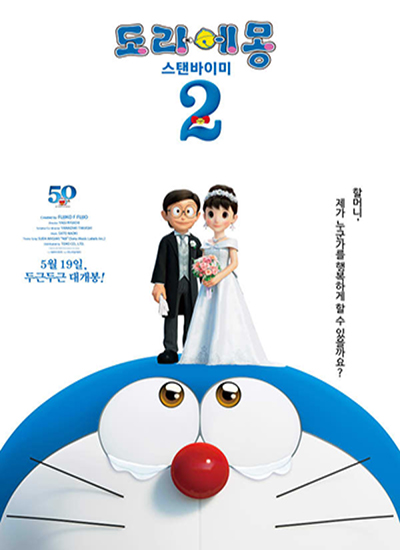 도라에몽
스탠바이미
2
50
5월 19일,
두근두근 대개봉!
할머니,
제가 누군가를 행복하게 할 수 있을까요?